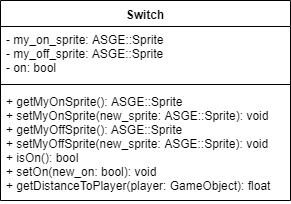 Switch
- my_on_sprite: ASGE::Sprite
- my_off_sprite: ASGE::Sprite
- on: bool
+ getMyOnSprite(): ASGE::Sprite
+ setMyOnSprite(new_sprite: ASGE::Sprite): void
+ getMyOffSprite(): ASGE::Sprite
+ setMyOffSprite(new_sprite: ASGE::Sprite): void
+ isOn(): bool
+ setOn(new_on: bool): void
+ getDistanceToPlayer(player: GameObject): float